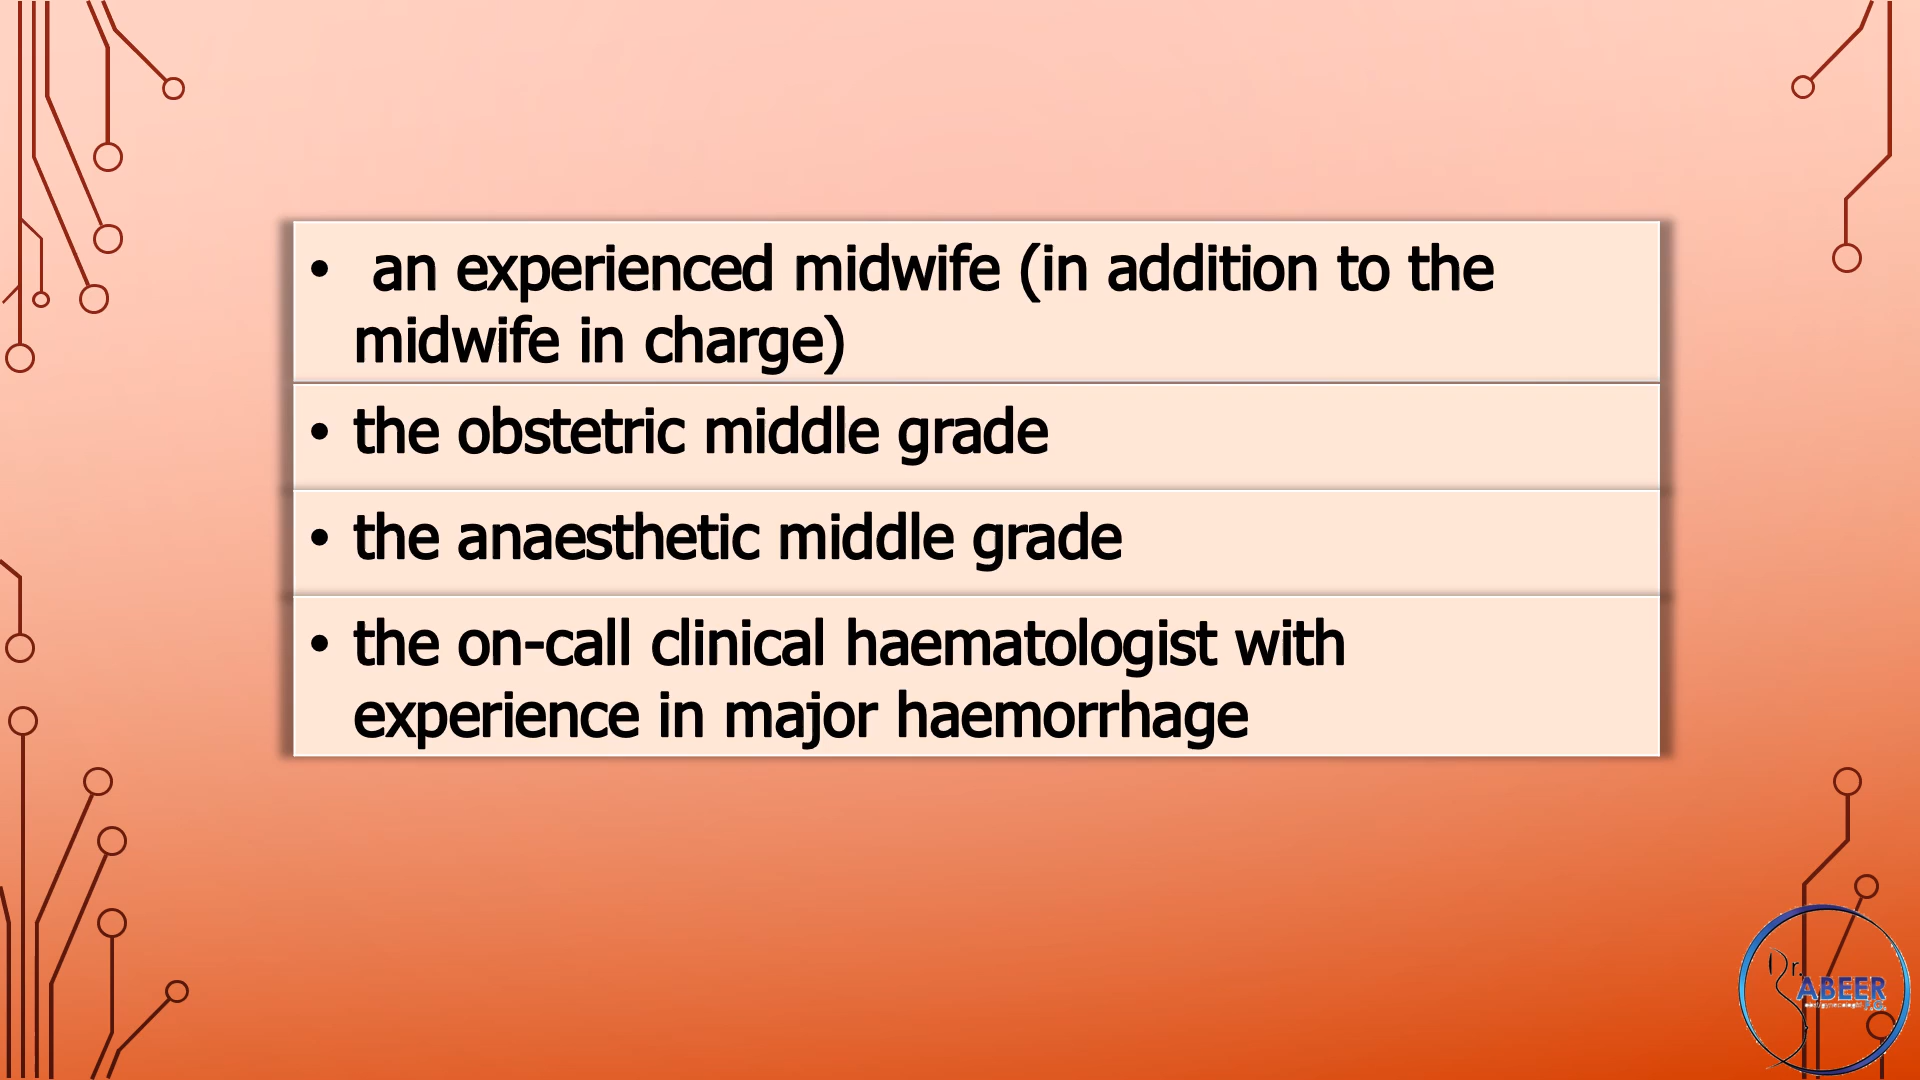 • an experienced midwife (in addition to the
midwife in charge)
• the obstetric middle grade
• the anaesthetic middle grade
• the on-call clinical haematologist with
experience in major haemorrhage
Dr.
ABEER